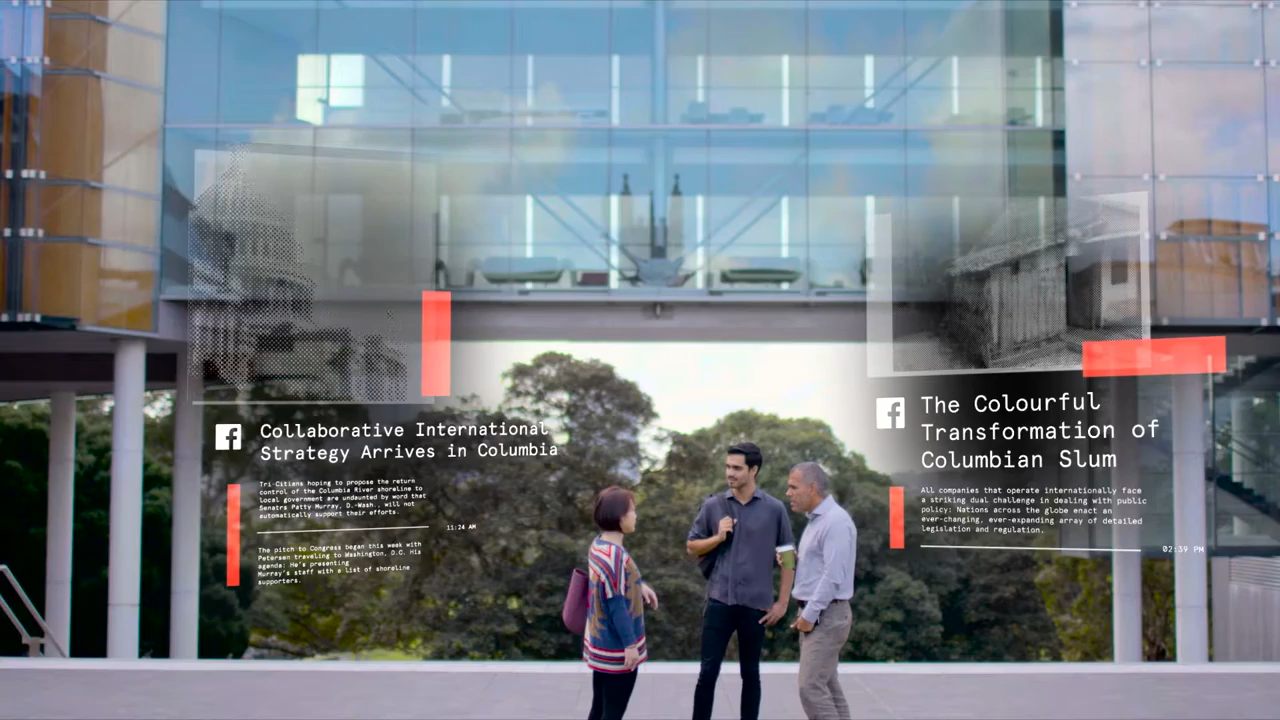 Collaborative International
Strategy Arrives in Columbia
Tri-Citians hoping to propose the return
control of the Columbia River shoreline to
local government are undaunted by word that
Senatrs Patty Murray, D.-Wash., will not
automatically support their efforts.
11:24 AM
The pitch to Congress began this week with
Petersen traveling to Washington, D.C. His
agenda: He's presenting
Murray's staff with a list of shoreline
supporters.
The Colourful
Transformation of
Columbian Slum
All companies that operate internationally face
a striking dual challenge in dealing with public
policy: Nations across the globe enact an
ever-changing, ever-expanding array of detailed
legislation and regulation.
02:39 PM